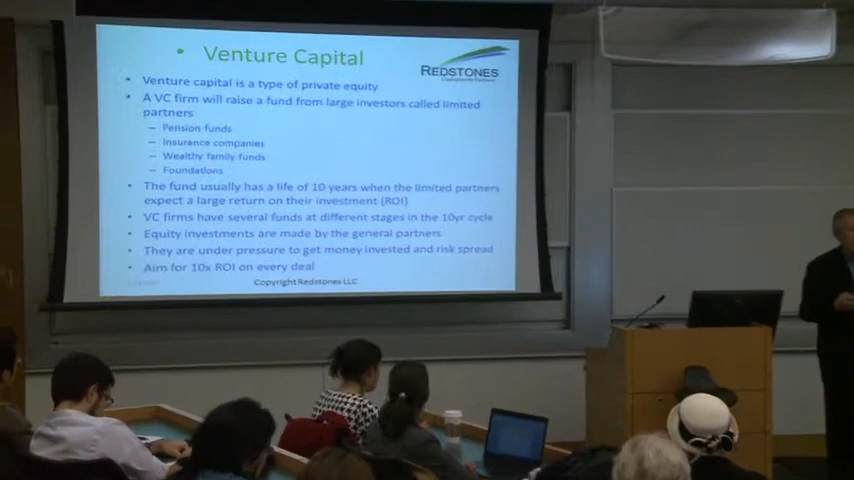 • Venture Capital
REDSTONES
• Venture capital is a type of private equity
• A VC firm will raise a fund from large investors called limited
partners
– Pension funds
– Insurance companies
– Wealthy family funds
– Foundations
• The fund usually has a life of 10 years when the limited partners
expect a large return on their investment (ROI)
• VC firms have several funds at different stages in the 10yr cycle
• Equity investments are made by the general partners
• They are under pressure to get money invested and risk spread
• Aim for 10x ROI on every deal
Copyright Redstones LLC